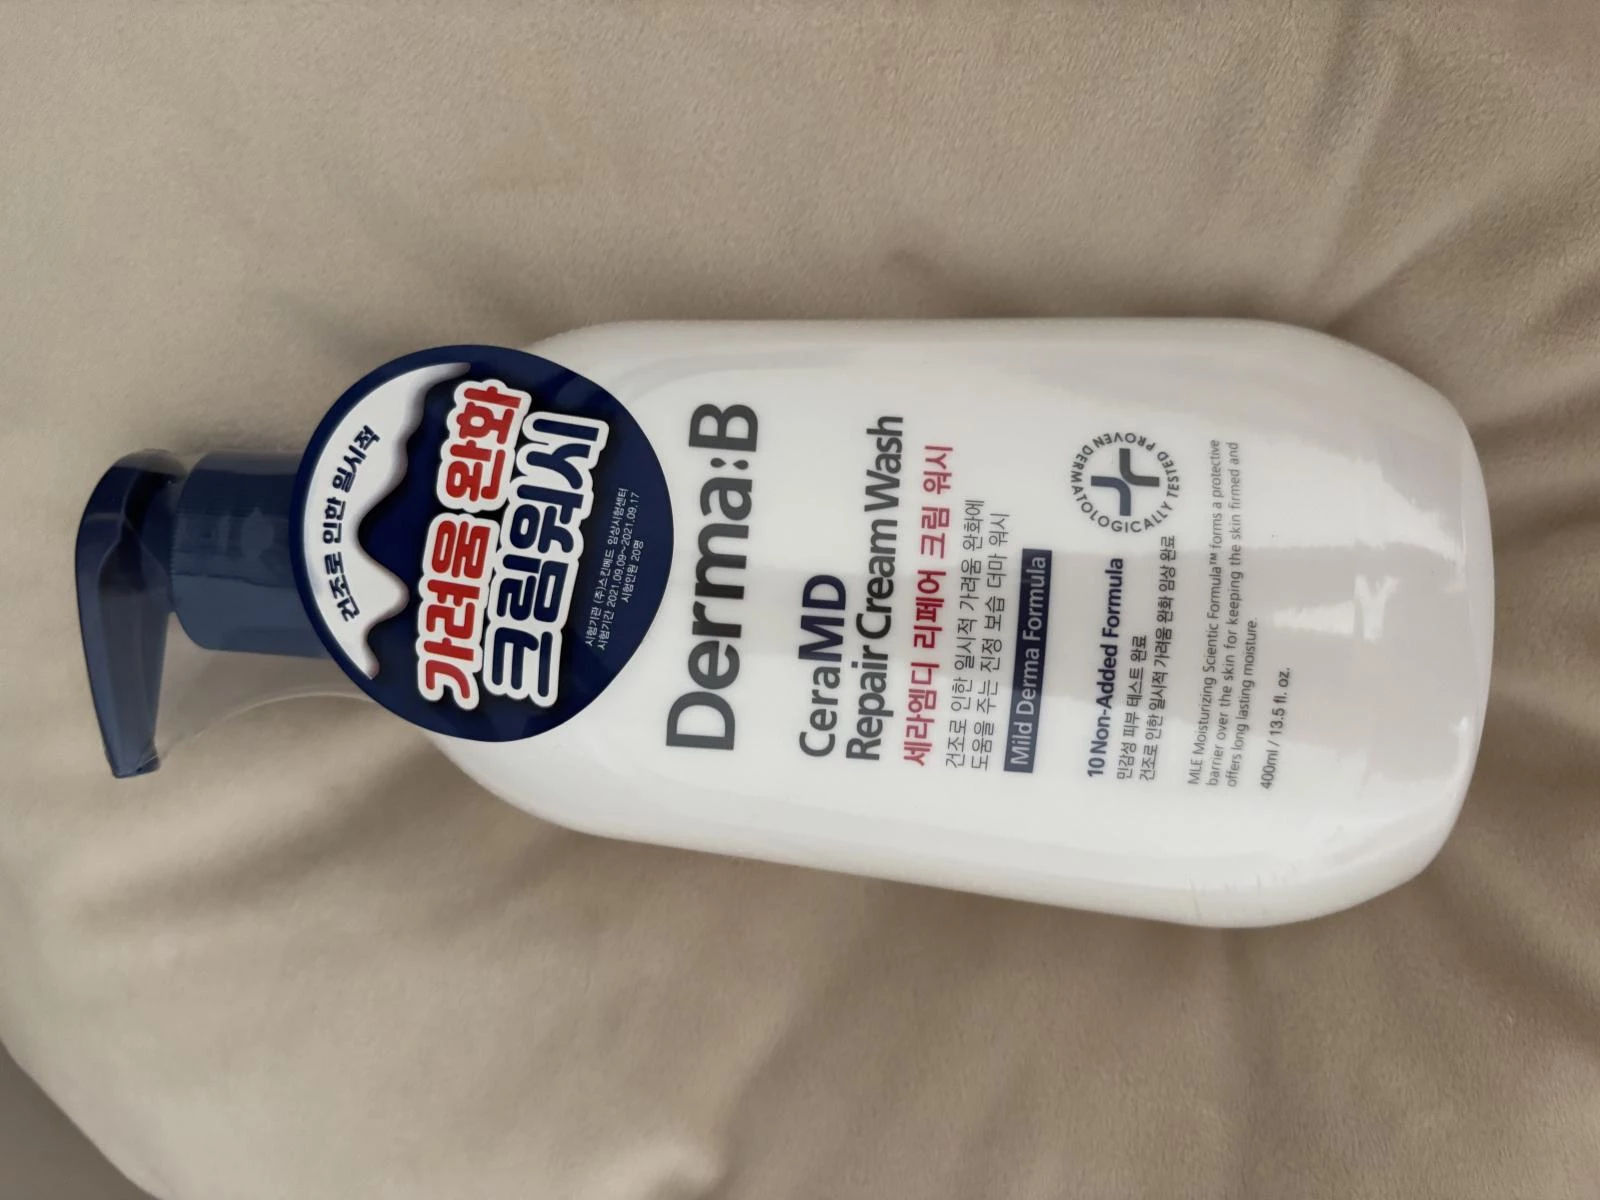 건조로 인한 일시적
가려움 완화
크림워시
시험기관 (주)스킨메드 임상시험센터
시험기간 2021.09.09~2021.09.17
시험인원 20명
Derma:B
CeraMD
Repair Cream Wash
세라엠디 리페어 크림 워시
건조로 인한 일시적 가려움 완화에
도움을 주는 진정 보습 더마 워시
Mild Derma Formula
10 Non-Added Formula
민감성 피부 테스트 완료
건조로 인한 일시적 가려움 완화 임상 완료
PROVEN DERMATOLOGICALLY TESTED
MLE Moisturizing Scientic Formula™ forms a protective
barrier over the skin for keeping the skin firmed and
offers long lasting moisture.
400ml / 13.5 fl. oz.